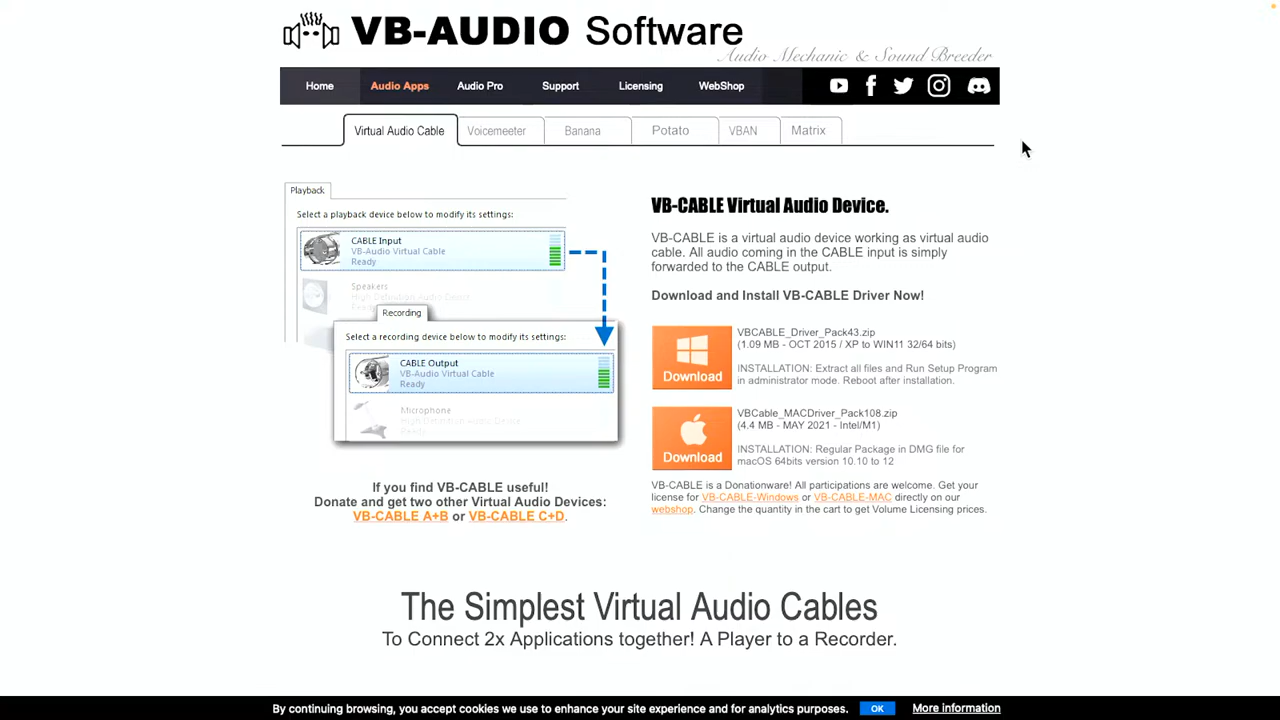 VB-AUDIO Software
Audio Mechanic & Sound Breeder
Home
Audio Apps
Audio Pro
Support
Licensing
WebShop
Virtual Audio Cable
Voicemeeter
Banana
Potato
VBAN
Matrix
Playback
Select a playback device below to modify its settings:
CABLE Input
VB-Audio Virtual Cable
Ready
Speakers
High Definition Audio Device
Recording
Select a recording device below to modify its settings:
CABLE Output
VB-Audio Virtual Cable
Ready
Microphone
High Definition Audio Device
If you find VB-CABLE useful!
Donate and get two other Virtual Audio Devices:
VB-CABLE A+B or VB-CABLE C+D.
VB-CABLE Virtual Audio Device.
VB-CABLE is a virtual audio device working as virtual audio
cable. All audio coming in the CABLE input is simply
forwarded to the CABLE output.
Download and Install VB-CABLE Driver Now!
Download
VBCABLE_Driver_Pack43.zip
(1.09 MB - OCT 2015 / XP to WIN11 32/64 bits)
INSTALLATION: Extract all files and Run Setup Program
in administrator mode. Reboot after installation.
Download
VBCable_MACDriver_Pack108.zip
(4.4 MB - MAY 2021 - Intel/M1)
INSTALLATION: Regular Package in DMG file for
macOS 64bits version 10.10 to 12
VB-CABLE is a Donationware! All participations are welcome. Get your
license for VB-CABLE-Windows or VB-CABLE-MAC directly on our
webshop. Change the quantity in the cart to get Volume Licensing prices.
The Simplest Virtual Audio Cables
To Connect 2x Applications together! A Player to a Recorder.
By continuing browsing, you accept cookies we use to enhance your site experience and for analytics purposes.
OK
More information